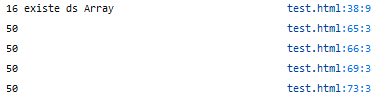 16 existe ds Array test.html:38:9
50 test.html:65:3
50 test.html:66:3
50 test.html:69:3
50 test.html:73:3